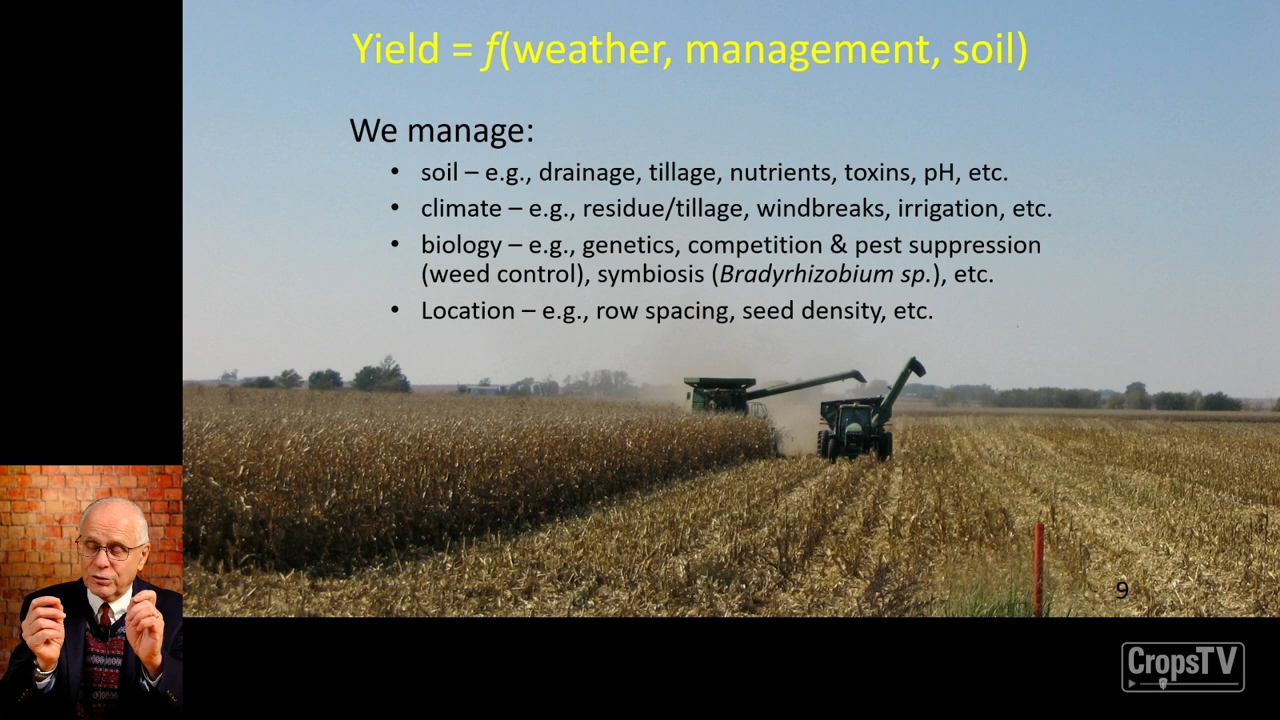 Yield = f(weather, management, soil)
We manage:
• soil – e.g., drainage, tillage, nutrients, toxins, pH, etc.
• climate – e.g., residue/tillage, windbreaks, irrigation, etc.
• biology – e.g., genetics, competition & pest suppression
(weed control), symbiosis (Bradyrhizobium sp.), etc.
• Location – e.g., row spacing, seed density, etc.
9
CropsTV